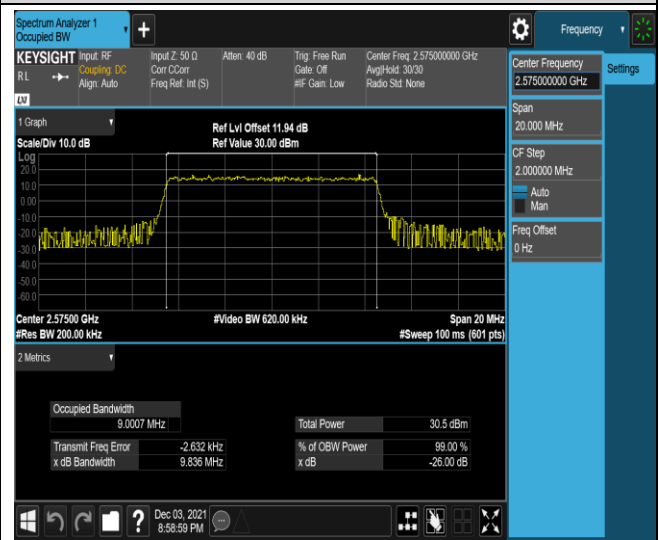 Spectrum Analyzer 1
Occupied BW
Frequency
KEYSIGHT
Input: RF
Coupling: DC
Align: Auto
Input Z: 50 Ω
Corr CCorr
Freq Ref: Int (S)
Atten: 40 dB
Trig: Free Run
Gate: Off
#IF Gain: Low
Center Freq: 2.575000000 GHz
Avg|Hold: 30/30
Radio Std: None
R L
LXI
1 Graph
Scale/Div 10.0 dB
Ref Lvl Offset 11.94 dB
Ref Value 30.00 dBm
Log
20.0
10.0
0.00
-10.0
-20.0
-30.0
-40.0
-50.0
-60.0
Center 2.57500 GHz
#Res BW 200.00 kHz
#Video BW 620.00 kHz
Span 20 MHz
#Sweep 100 ms (601 pts)
2 Metrics
Occupied Bandwidth
9.0007 MHz
Transmit Freq Error -2.632 kHz
x dB Bandwidth 9.836 MHz
Total Power 30.5 dBm
% of OBW Power 99.00 %
x dB -26.00 dB
Center Frequency
2.575000000 GHz
Settings
Span
20.000 MHz
CF Step
2.000000 MHz
Auto
Man
Freq Offset
0 Hz
?
Dec 03, 2021
8:58:59 PM